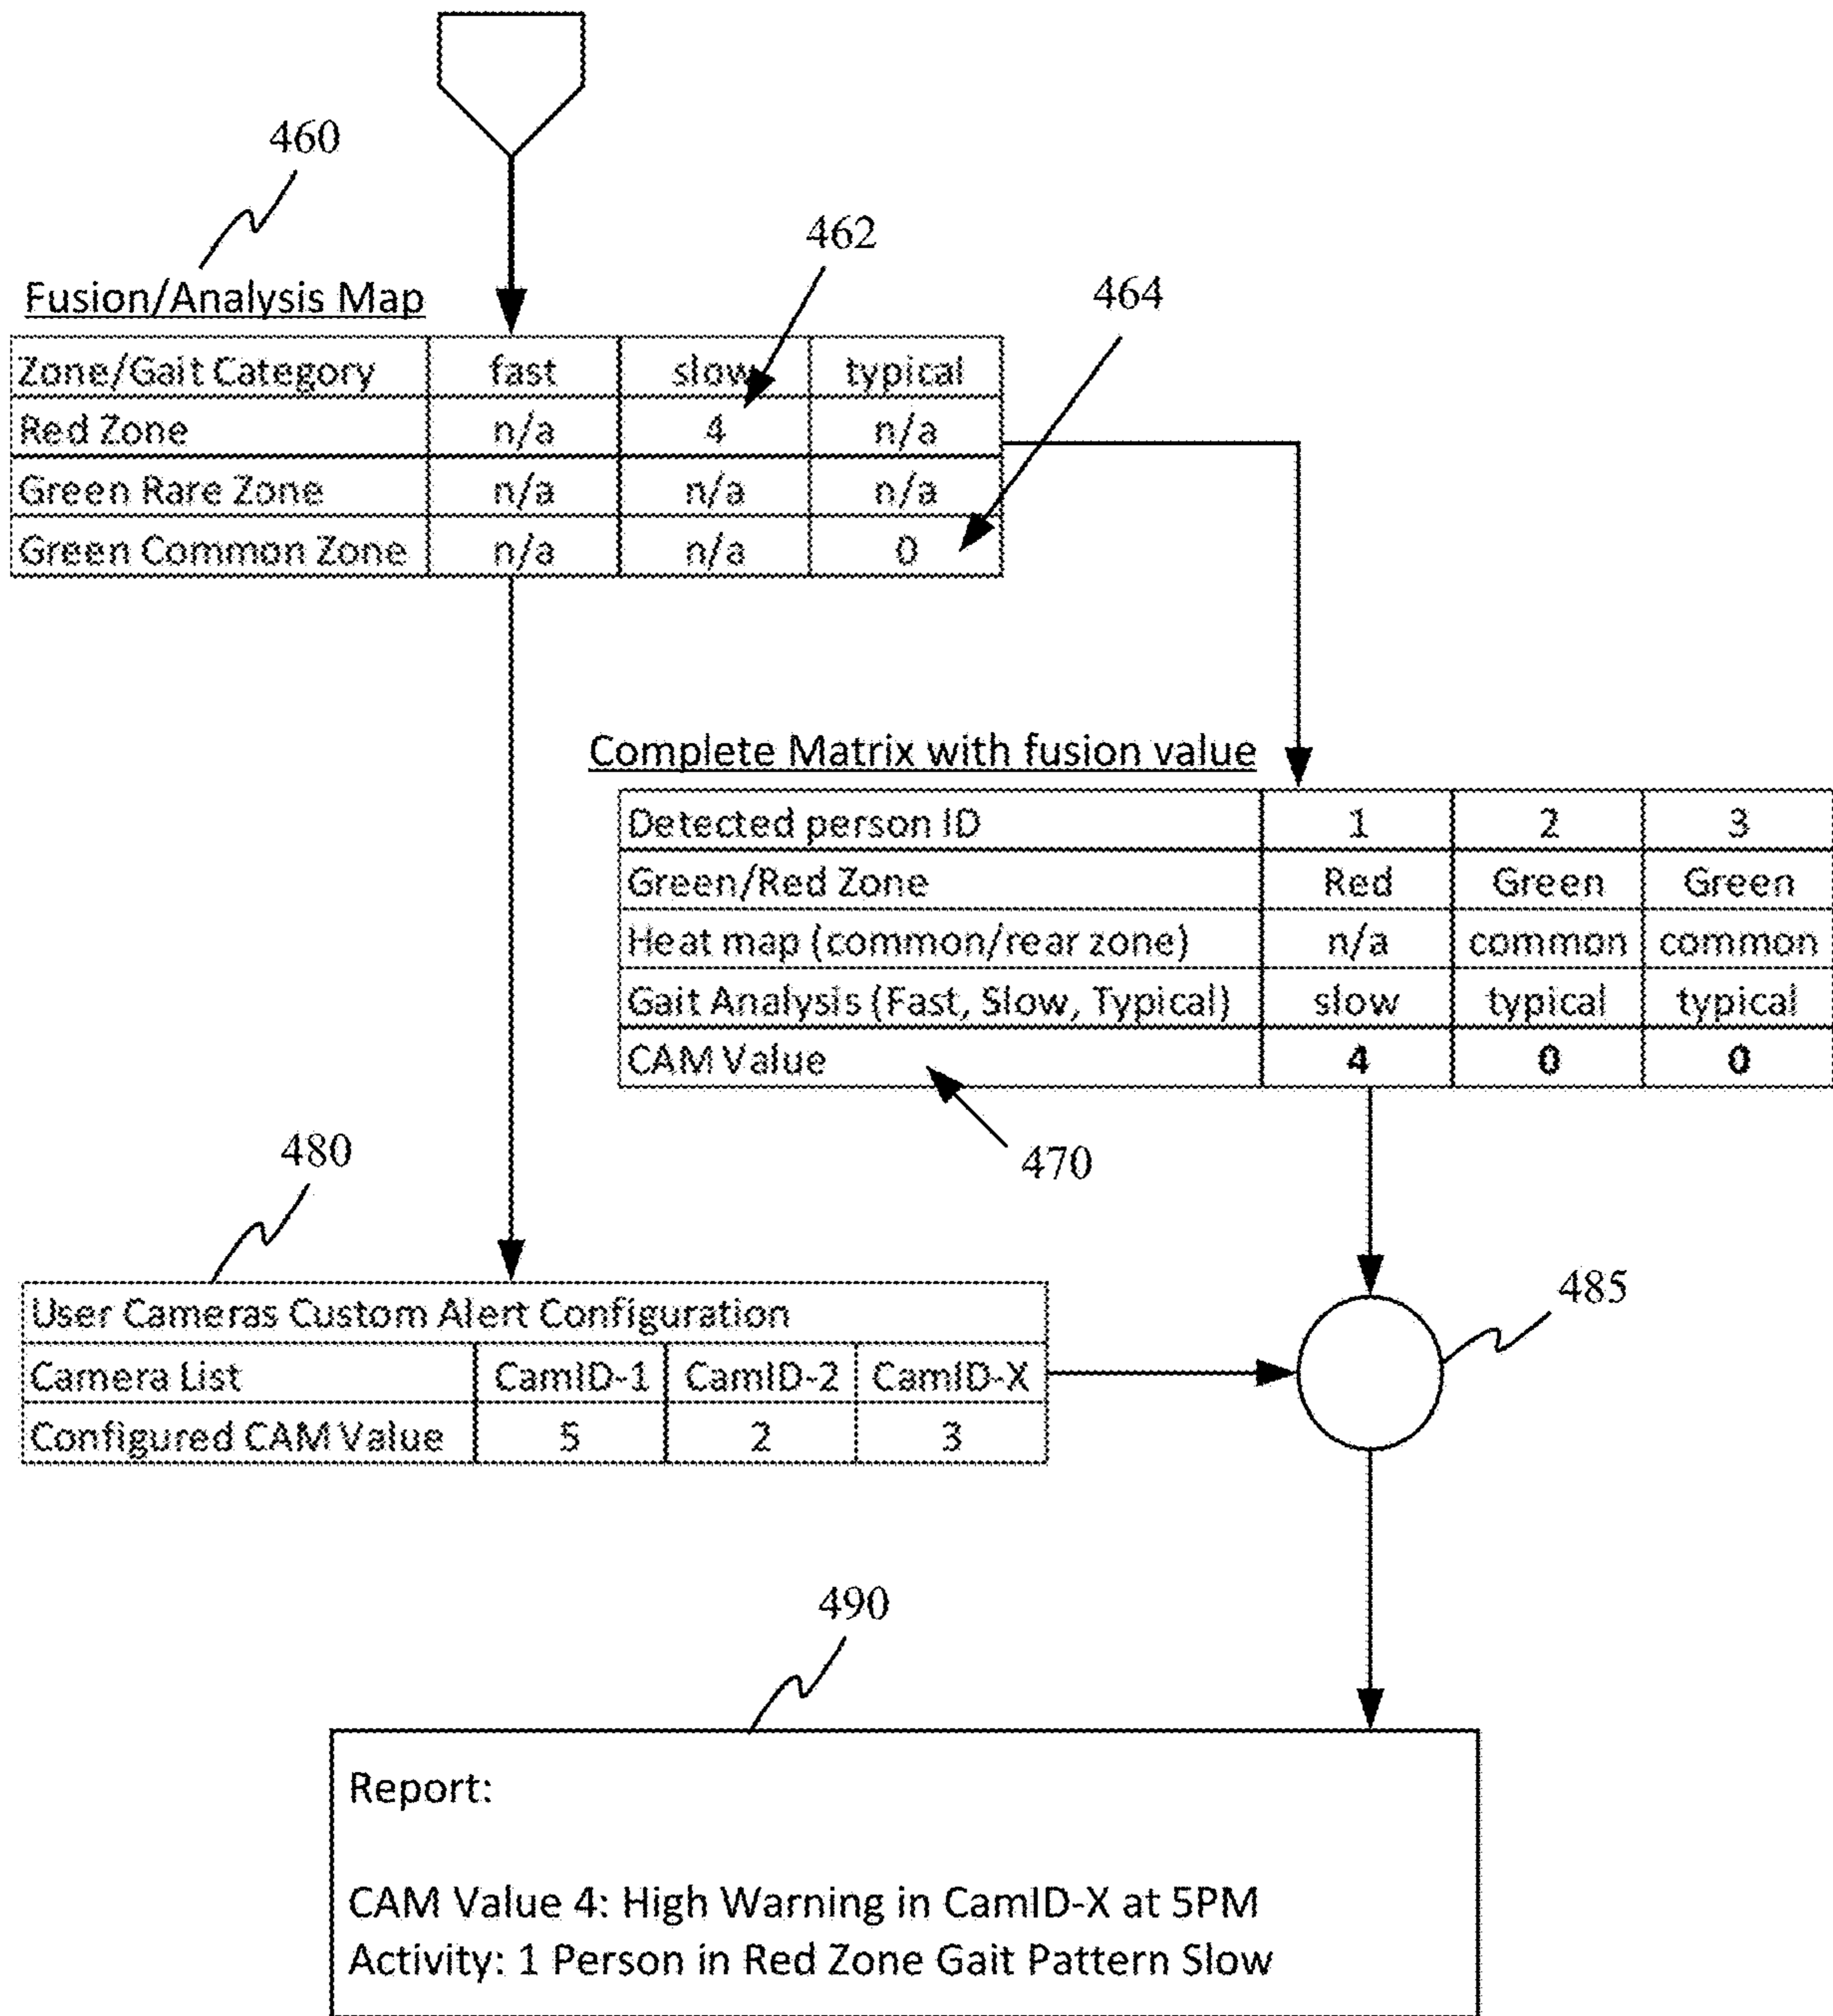 460
462
Fusion/Analysis Map
464
Zone/Gait Category fast slow typical
Red Zone n/a 4 n/a
Green Rare Zone n/a n/a n/a
Green Common Zone n/a n/a 0
Complete Matrix with fusion value
Detected person ID 1 2 3
Green/Red Zone Red Green Green
Heat map (common/rear zone) n/a common common
Gait Analysis (Fast, Slow, Typical) slow typical typical
CAM Value 4 0 0
470
480
485
User Cameras Custom Alert Configuration
Camera List CamID-1 CamID-2 CamID-X
Configured CAM Value 5 2 3
490
Report:
CAM Value 4: High Warning in CamID-X at 5PM
Activity: 1 Person in Red Zone Gait Pattern Slow